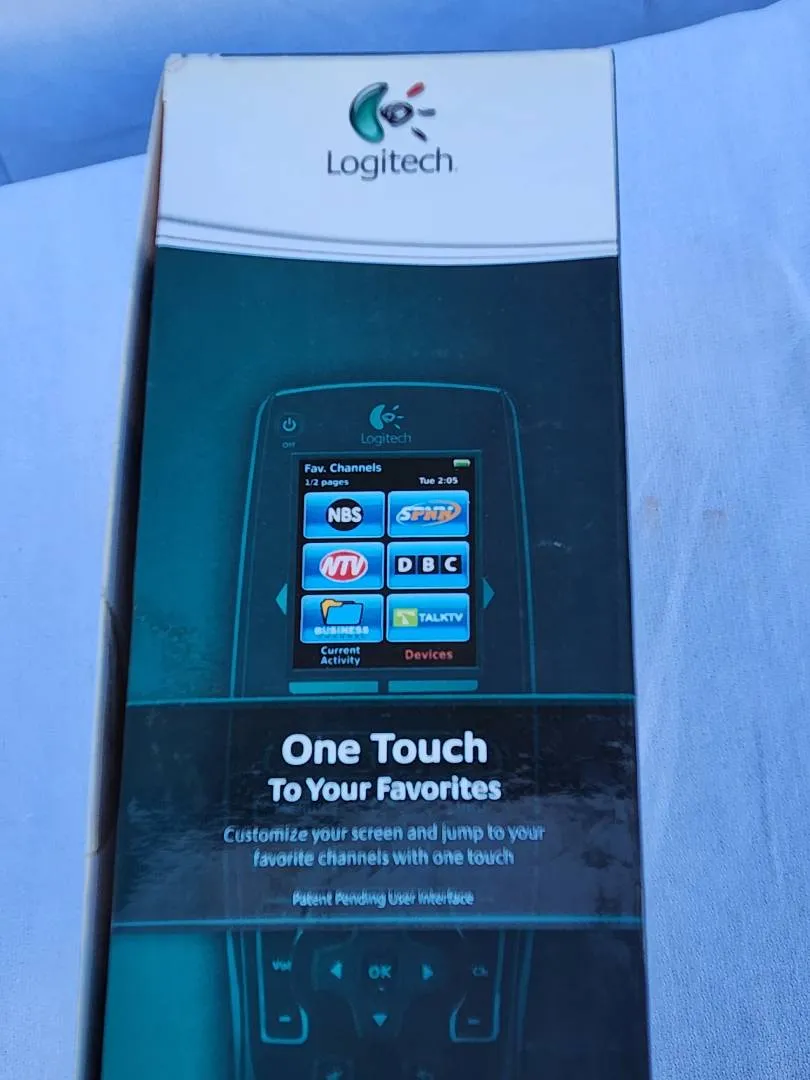 Logitech
OFF
Logitech
Fav. Channels
1/2 pages Tue 2:05
NBS SPNN
NTV DBC
BUSINESS TALKTV
Current
Activity Devices
One Touch
To Your Favorites
Customize your screen and jump to your
favorite channels with one touch
Patent Pending User Interface
Vol OK Ch